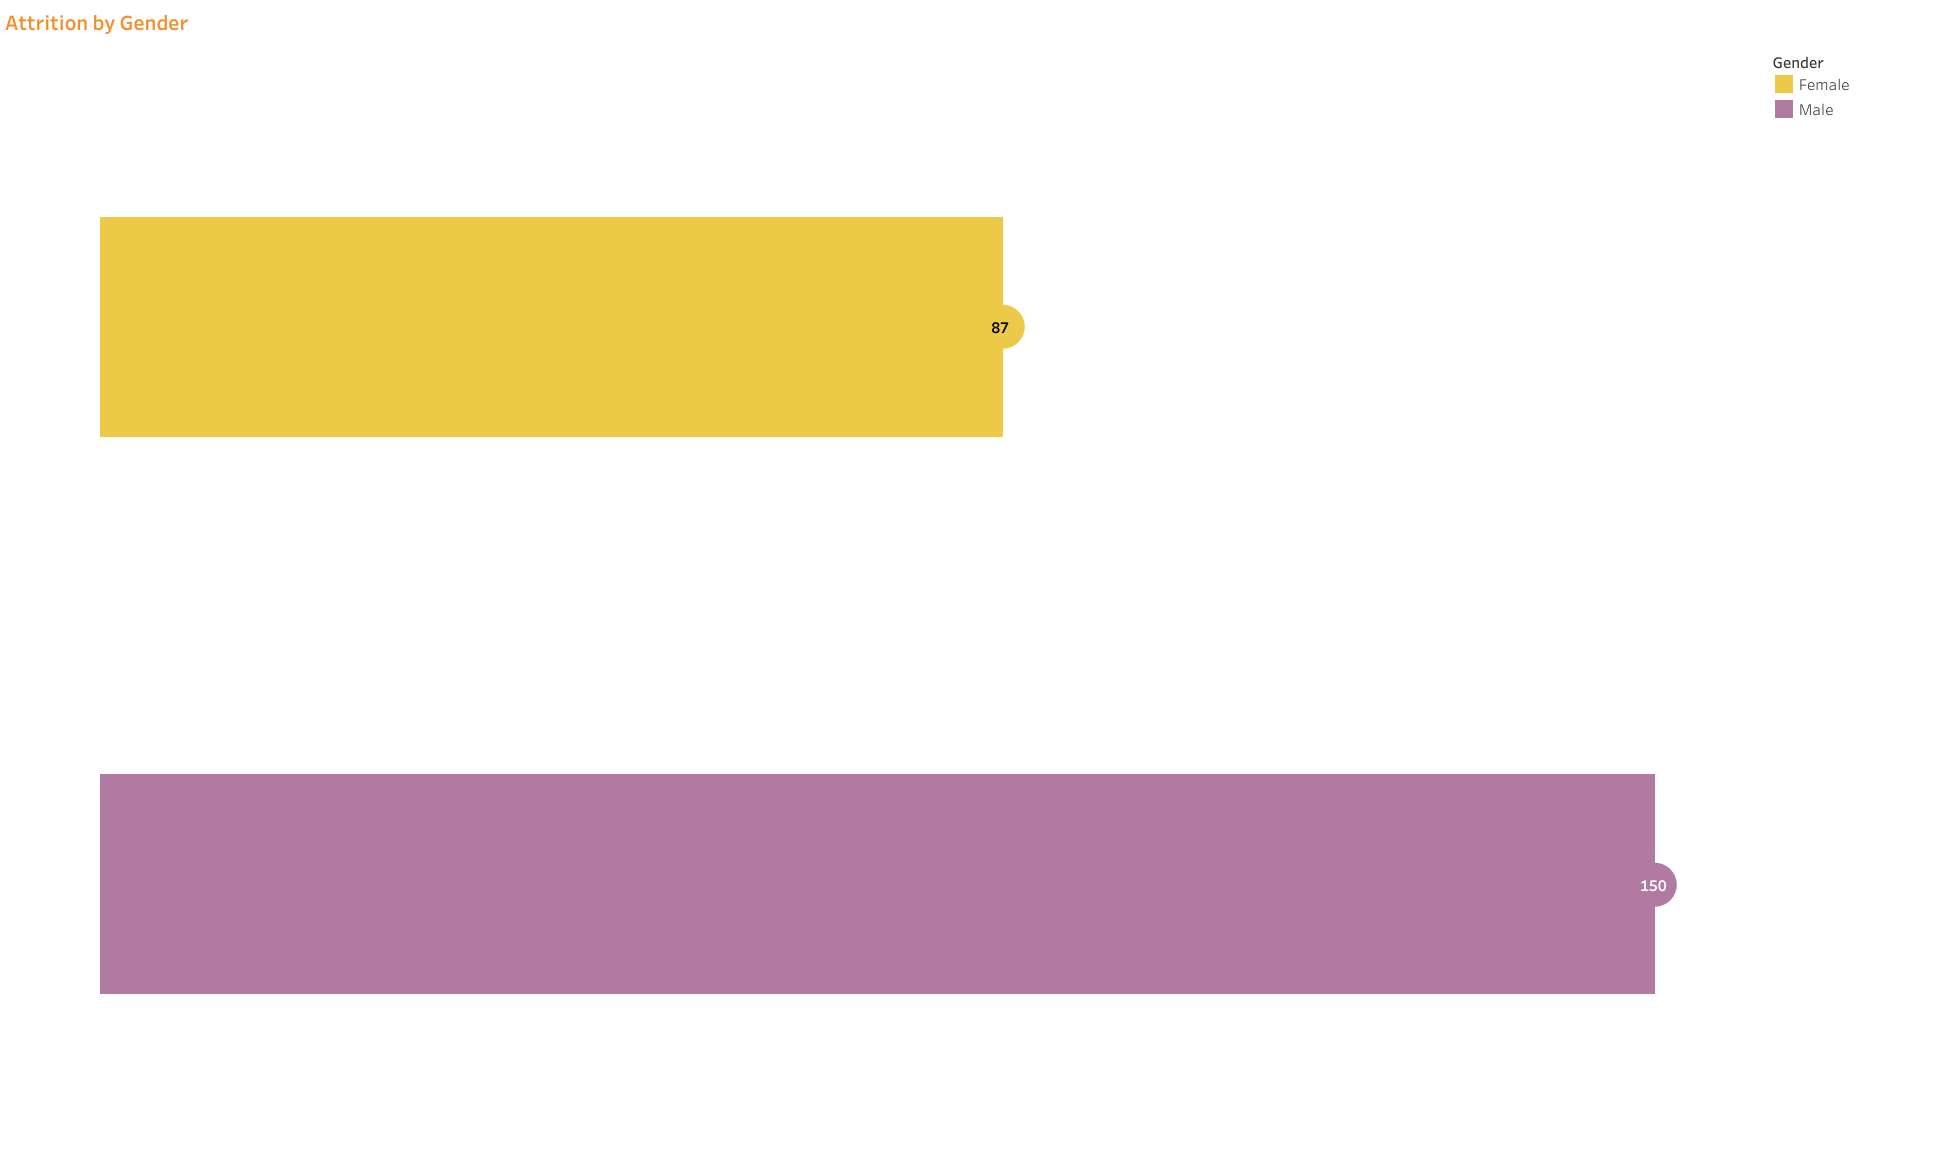 Attrition by Gender
Gender
Female
Male
87
150